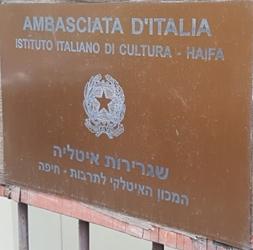 AMBASCIATA D'ITALIA
ISTITUTO ITALIANO DI CULTURA - HAIFA
שגרירות איטליה
המכון האיטלקי לתרבות - חיפה